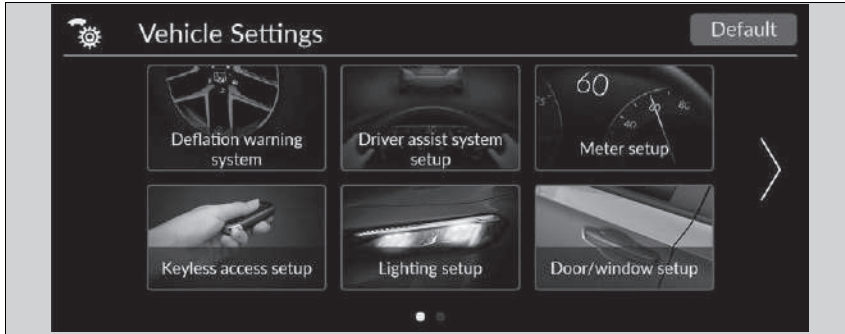 Vehicle Settings
Default
Deflation warning
system
Driver assist system
setup
60
Meter setup
Keyless access setup
Lighting setup
Door/window setup